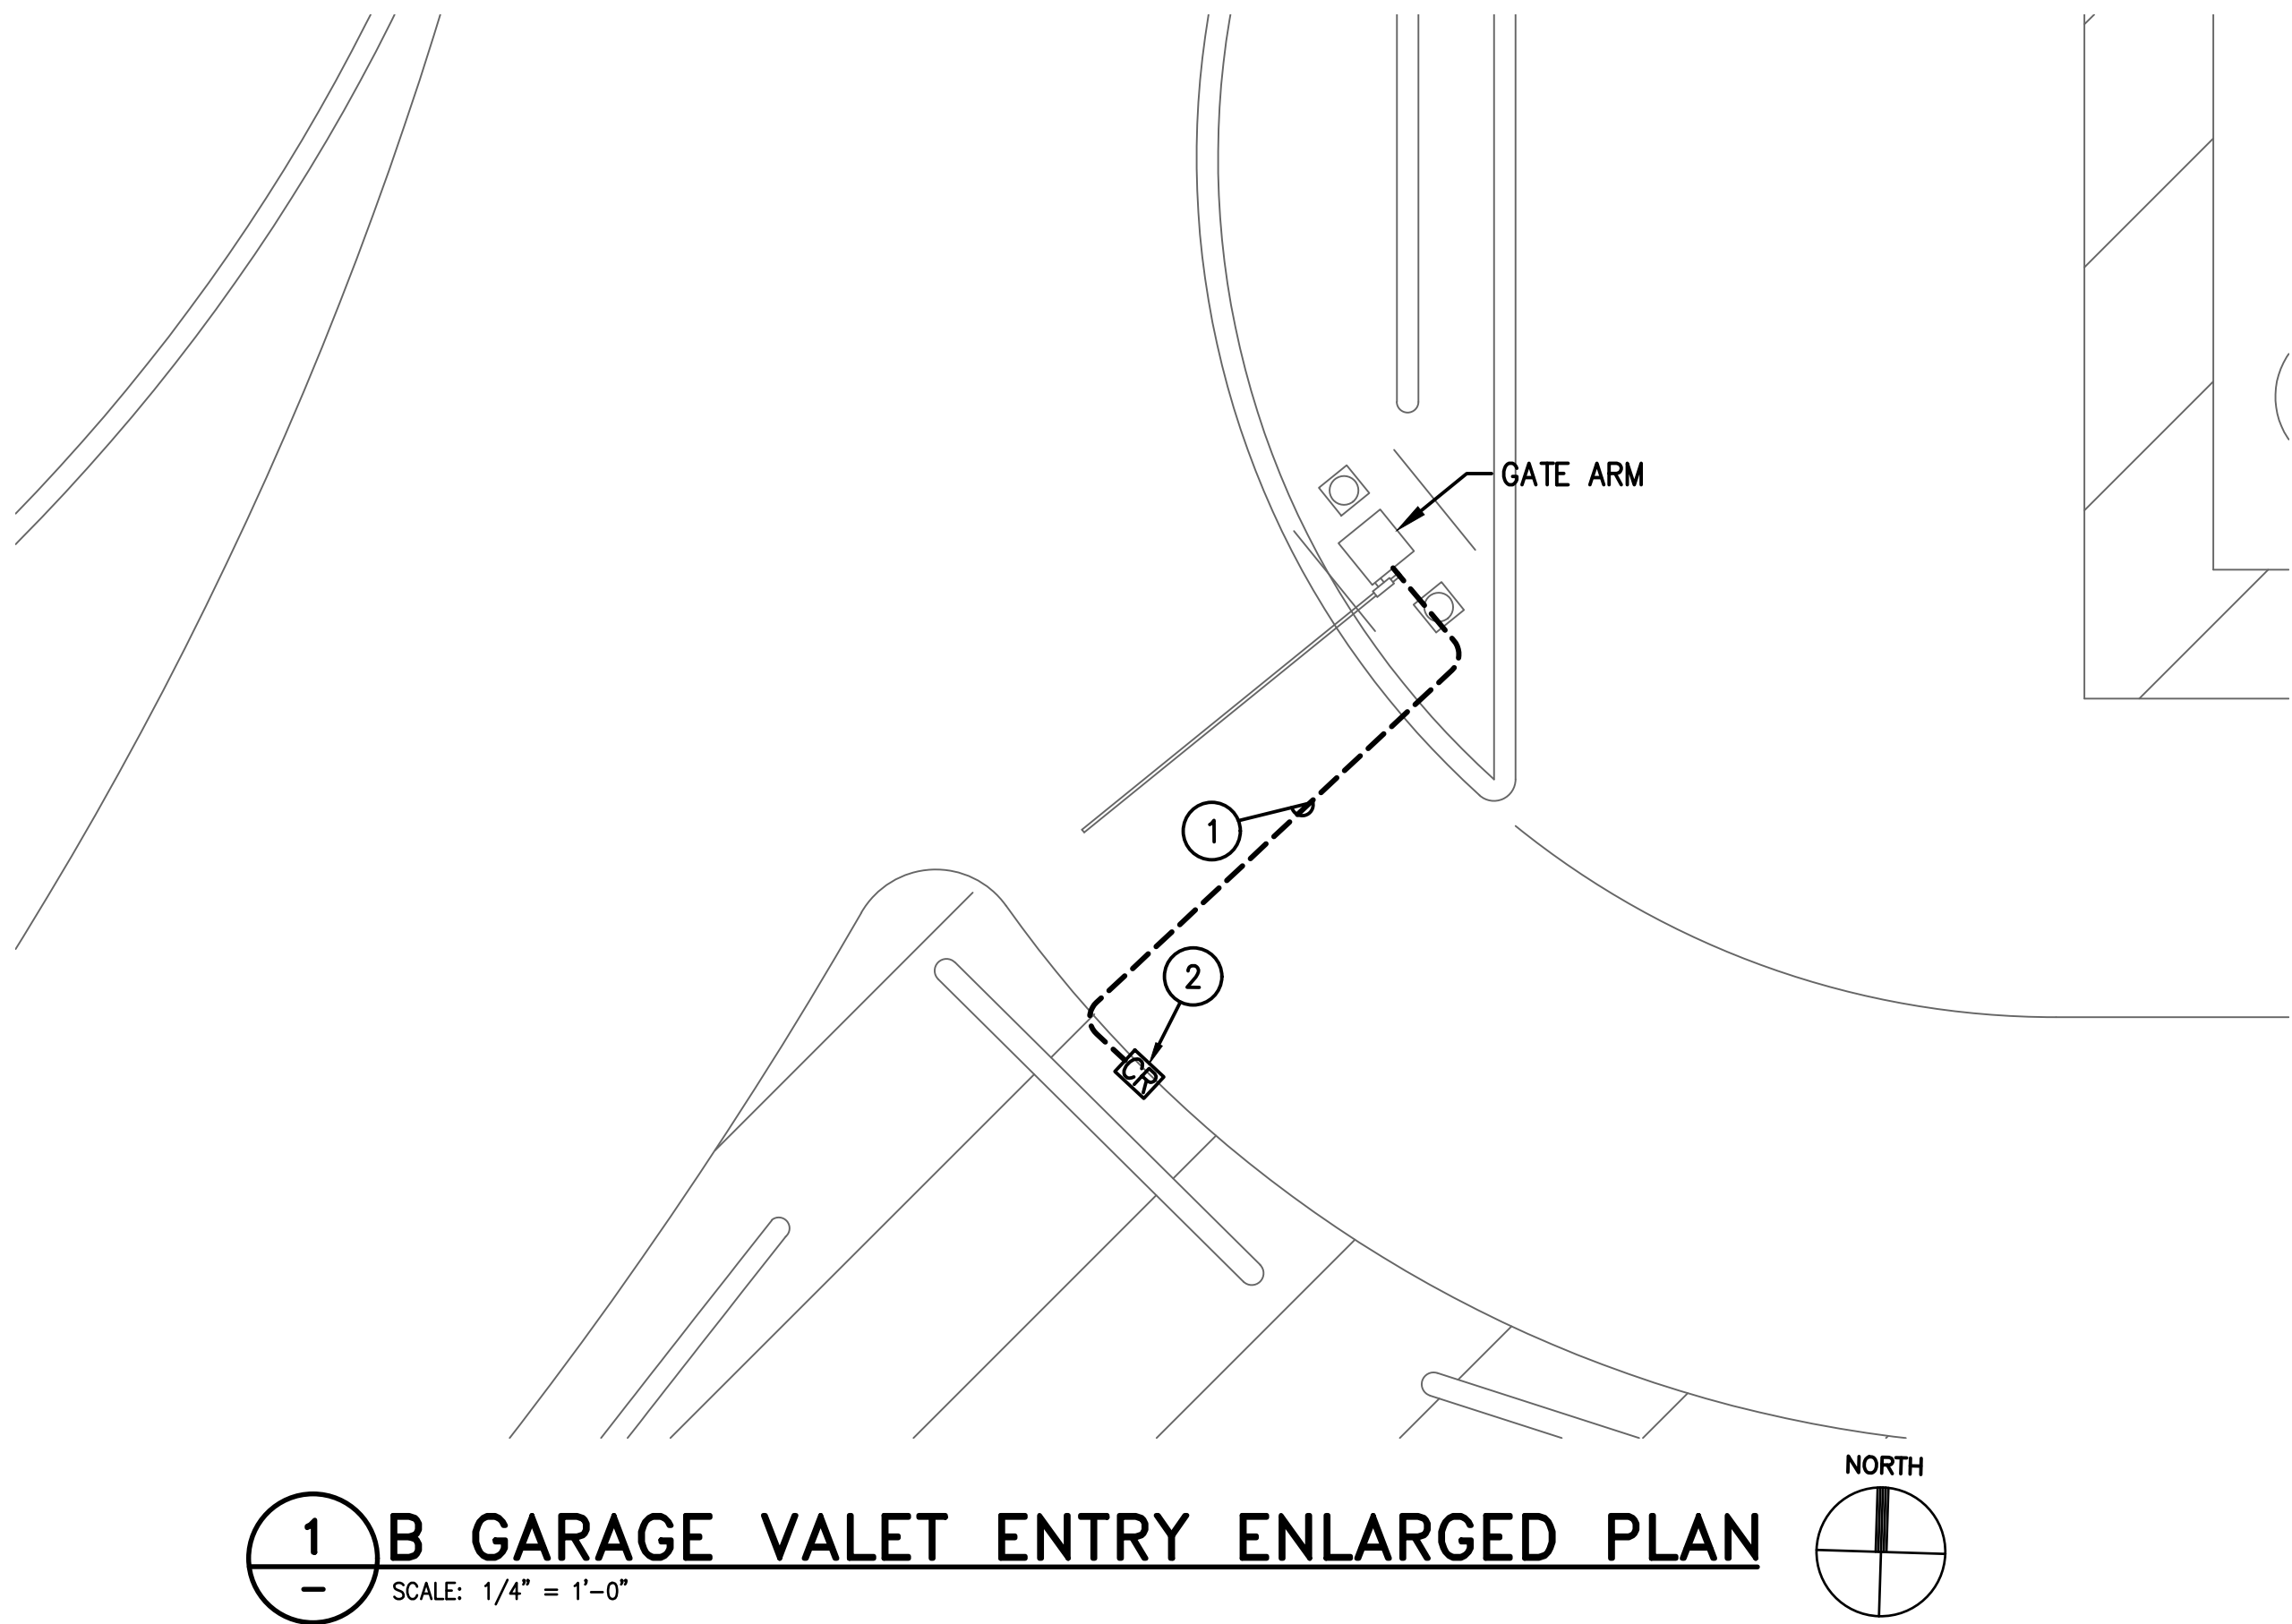 GATE ARM
1
2
CR
NORTH
1
B GARAGE VALET ENTRY ENLARGED PLAN
-
SCALE: 1/4" = 1'-0"